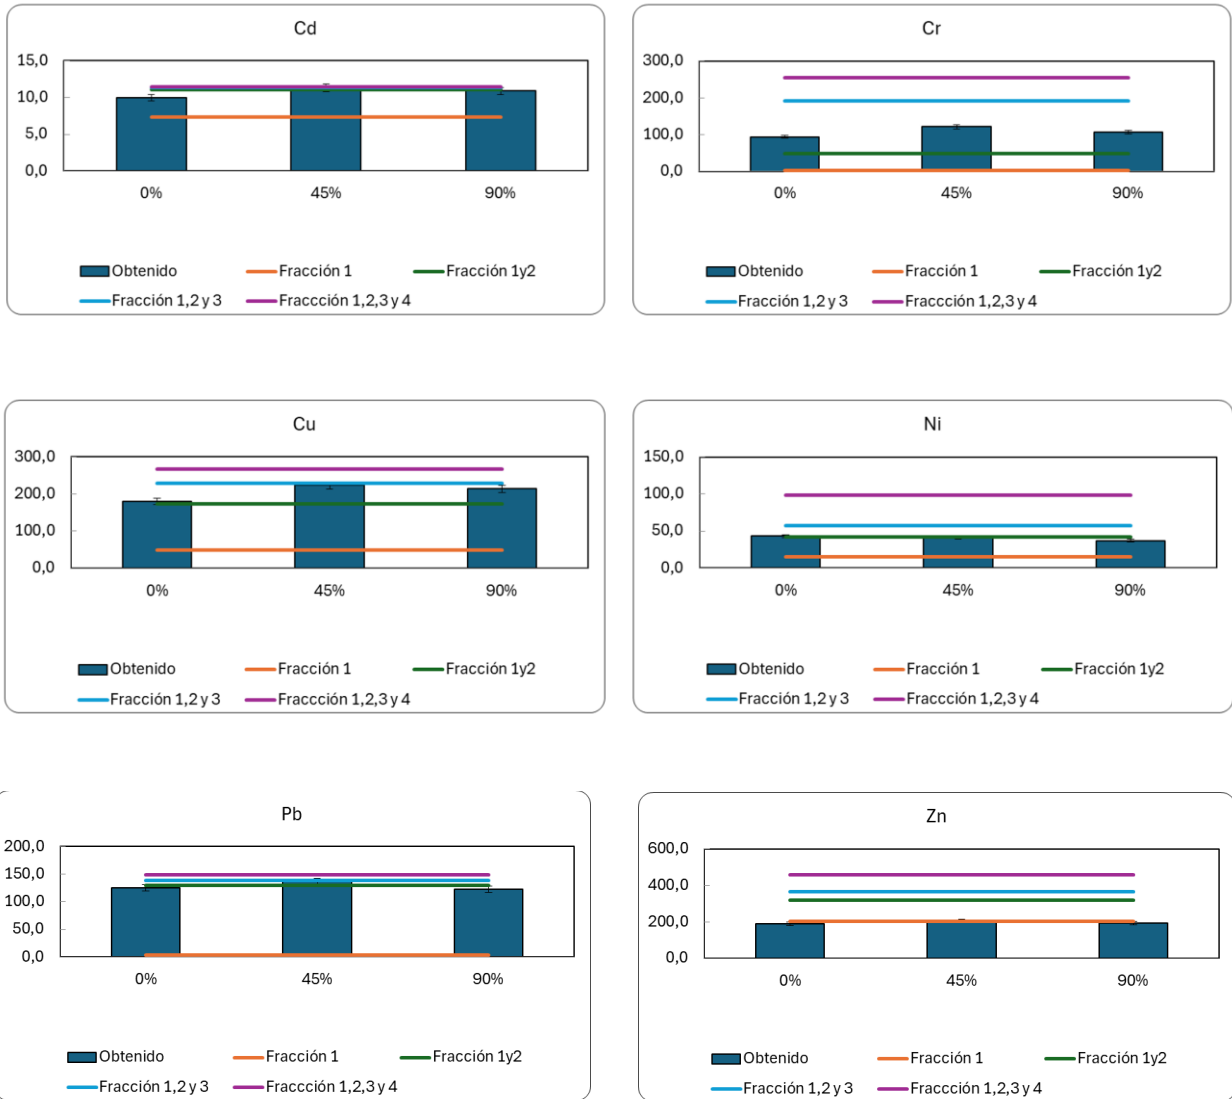 Cd
15,0
10,0
5,0
0,0
0% 45% 90%
Obtenido Fracción 1 Fracción 1y2
Fracción 1,2 y 3 Fraccción 1,2,3 y 4
Cr
300,0
200,0
100,0
0,0
0% 45% 90%
Obtenido Fracción 1 Fracción 1y2
Fracción 1,2 y 3 Fraccción 1,2,3 y 4
Cu
300,0
200,0
100,0
0,0
0% 45% 90%
Obtenido Fracción 1 Fracción 1y2
Fracción 1,2 y 3 Fraccción 1,2,3 y 4
Ni
150,0
100,0
50,0
0,0
0% 45% 90%
Obtenido Fracción 1 Fracción 1y2
Fracción 1,2 y 3 Fraccción 1,2,3 y 4
Pb
200,0
150,0
100,0
50,0
0,0
0% 45% 90%
Obtenido Fracción 1 Fracción 1y2
Fracción 1,2 y 3 Fraccción 1,2,3 y 4
Zn
600,0
400,0
200,0
0,0
0% 45% 90%
Obtenido Fracción 1 Fracción 1y2
Fracción 1,2 y 3 Fraccción 1,2,3 y 4